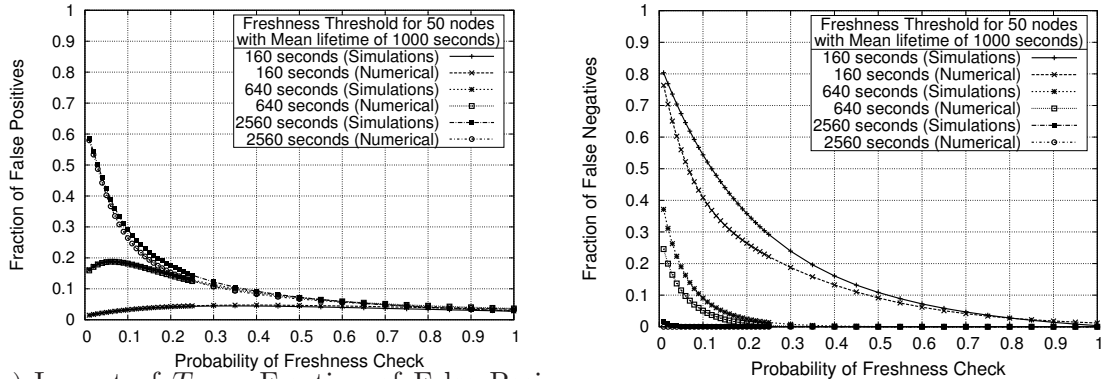 Fraction of False Positives
1
0.9
0.8
0.7
0.6
0.5
0.4
0.3
0.2
0.1
0
Freshness Threshold for 50 nodes
with Mean lifetime of 1000 seconds)
160 seconds (Simulations)
160 seconds (Numerical)
640 seconds (Simulations)
640 seconds (Numerical)
2560 seconds (Simulations)
2560 seconds (Numerical)
0 0.1 0.2 0.3 0.4 0.5 0.6 0.7 0.8 0.9 1
Probability of Freshness Check
Fraction of False Negatives
1
0.9
0.8
0.7
0.6
0.5
0.4
0.3
0.2
0.1
0
Freshness Threshold for 50 nodes
with Mean lifetime of 1000 seconds)
160 seconds (Simulations)
160 seconds (Numerical)
640 seconds (Simulations)
640 seconds (Numerical)
2560 seconds (Simulations)
2560 seconds (Numerical)
0 0.1 0.2 0.3 0.4 0.5 0.6 0.7 0.8 0.9 1
Probability of Freshness Check